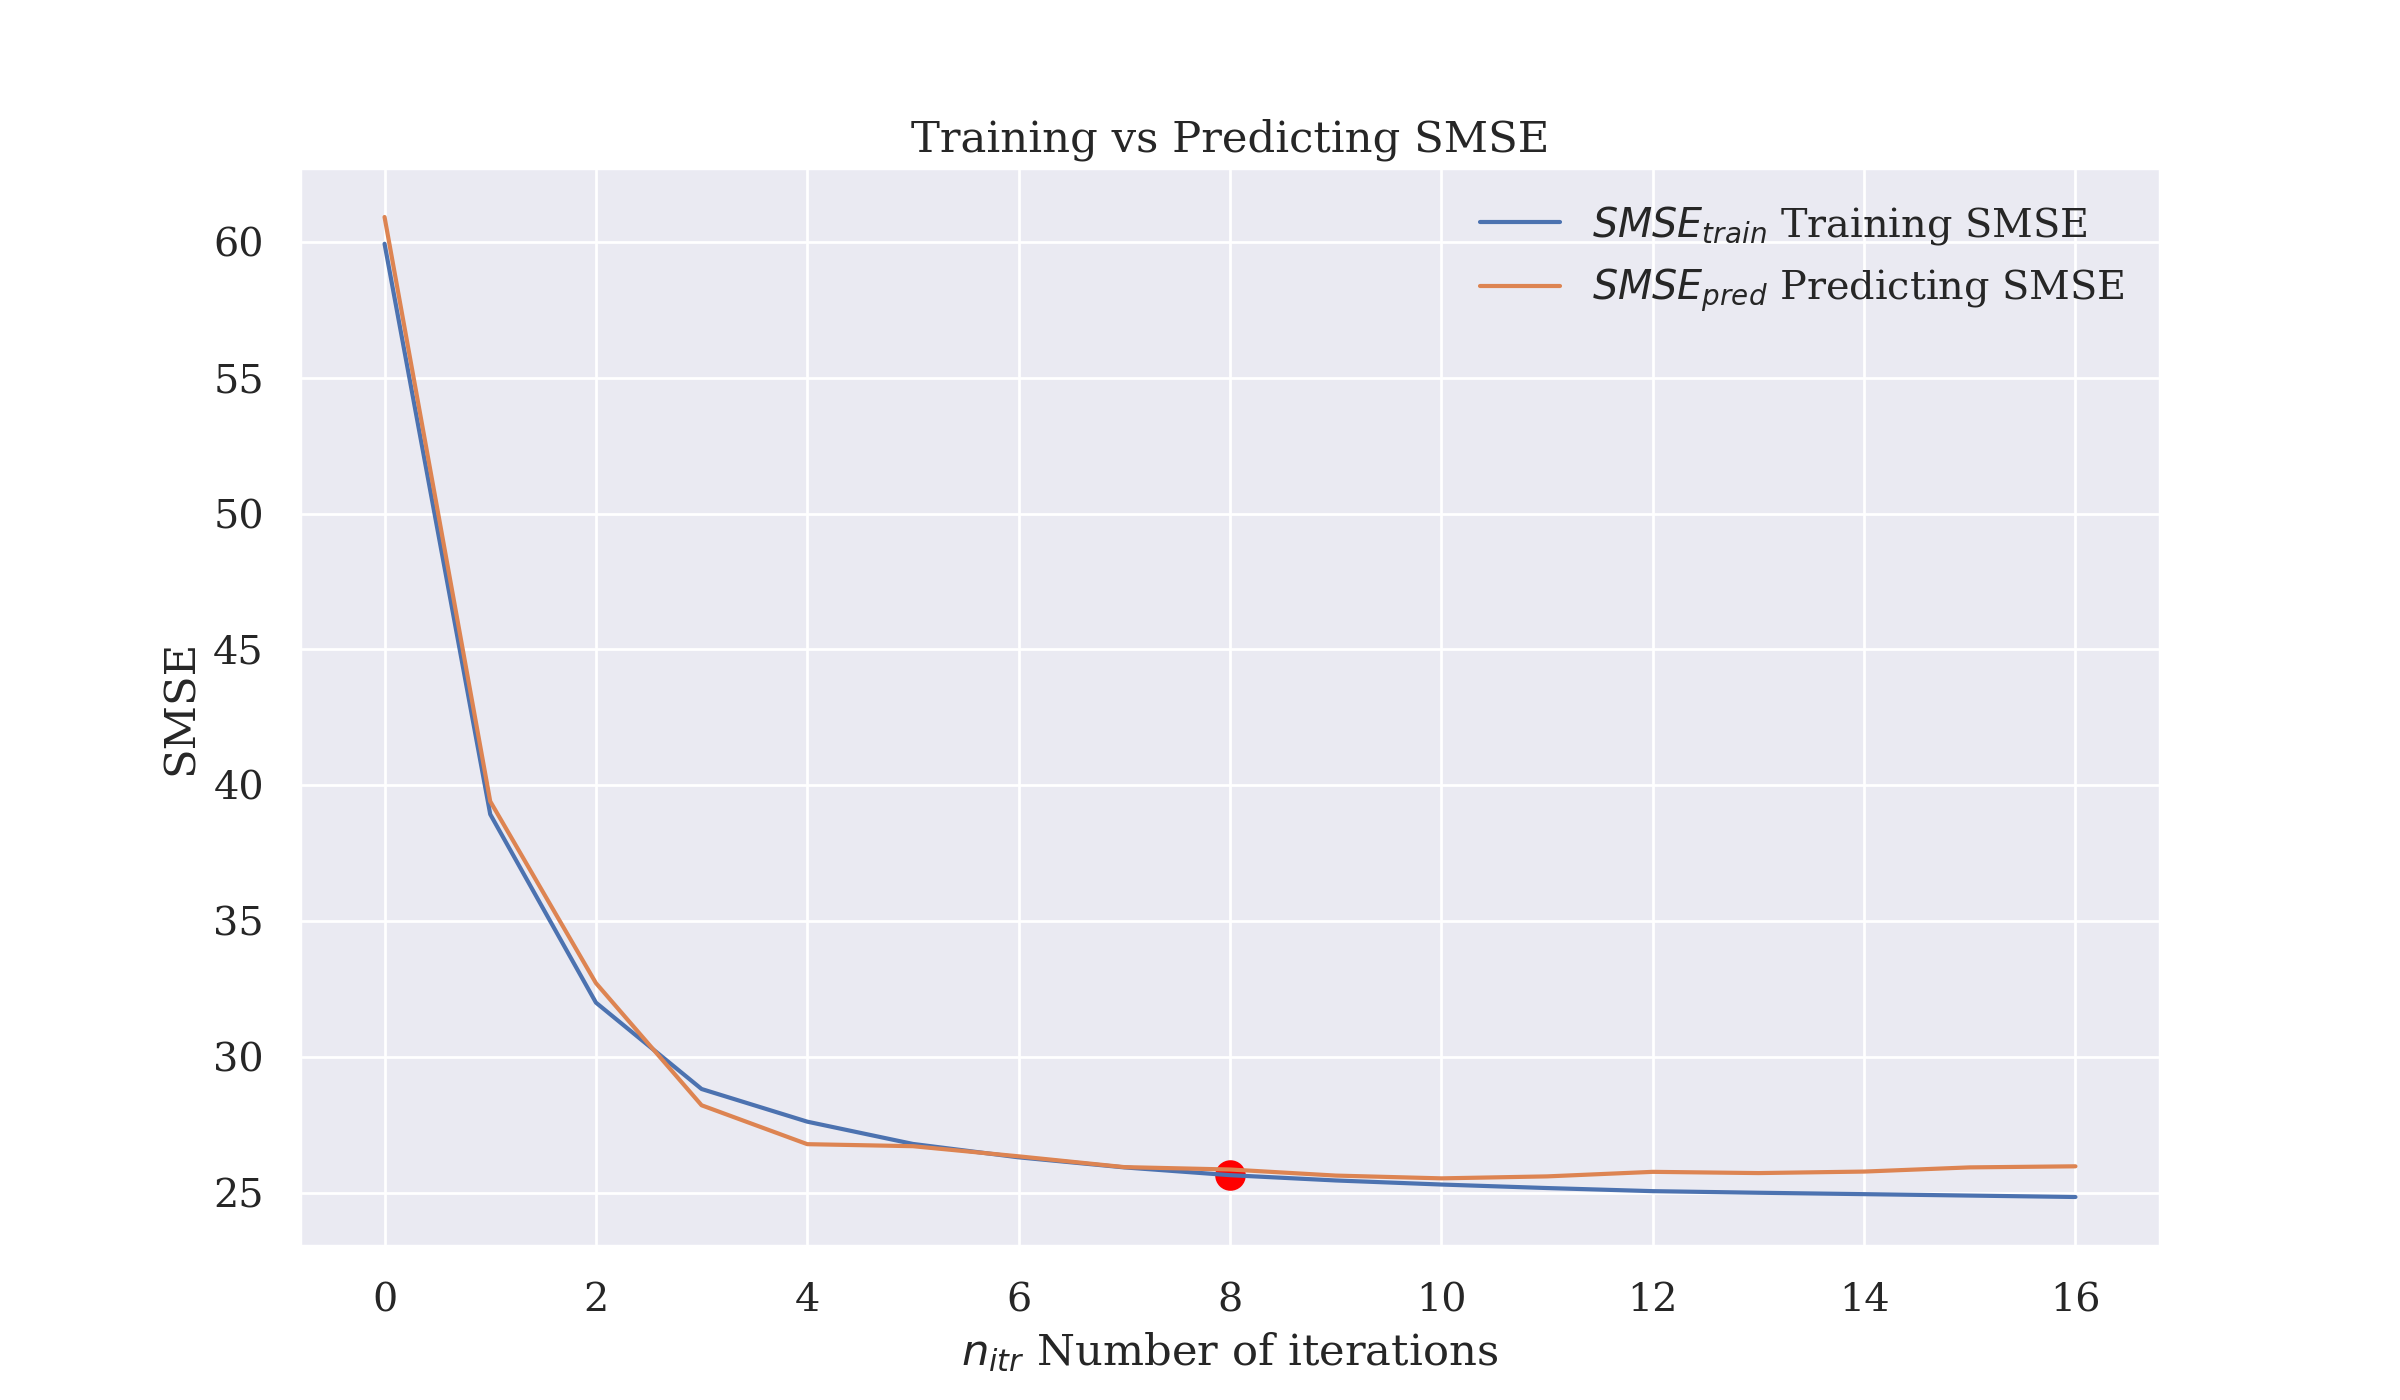 Training vs Predicting SMSE
SMSE_train Training SMSE
SMSE_pred Predicting SMSE
60
55
50
45
40
35
30
25
SMSE
0 2 4 6 8 10 12 14 16
n_itr Number of iterations